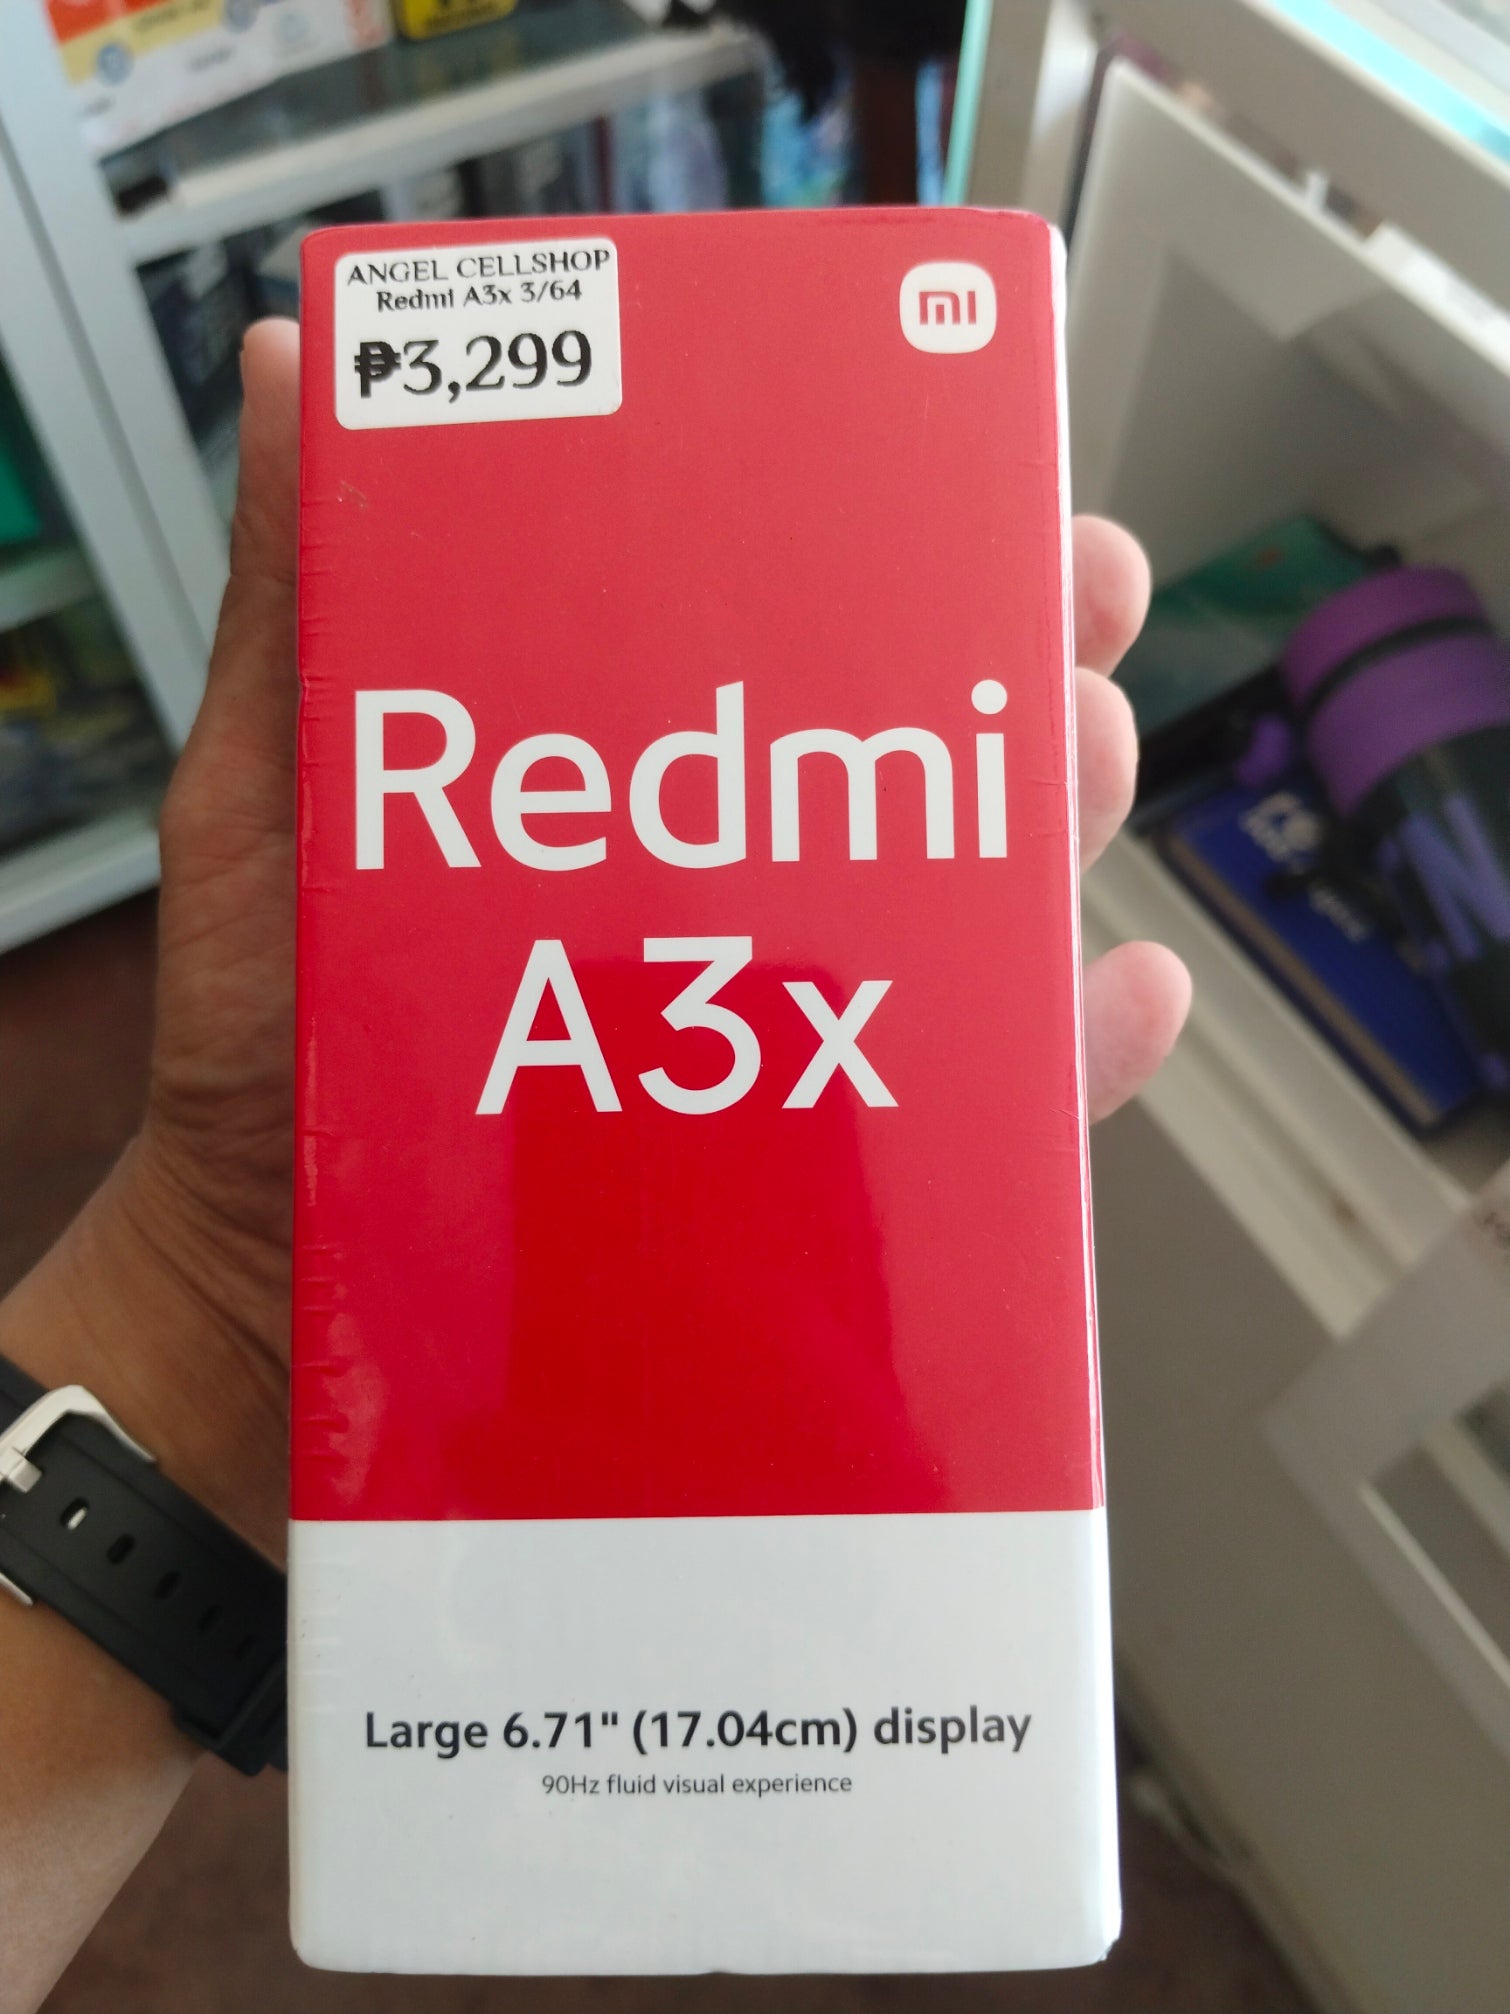 ANGEL CELLSHOP
Redmi A3x 3/64
₱3,299
mi
Redmi
A3x
Large 6.71" (17.04cm) display
90Hz fluid visual experience